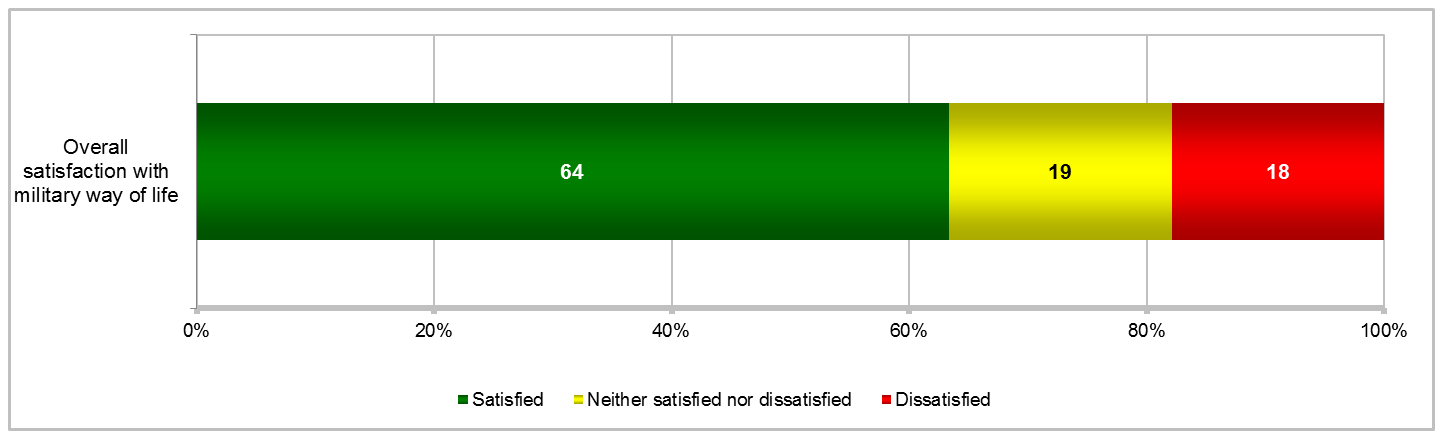 Overall
satisfaction with
military way of life
64
19
18
0%
20%
40%
60%
80%
100%
Satisfied
Neither satisfied nor dissatisfied
Dissatisfied